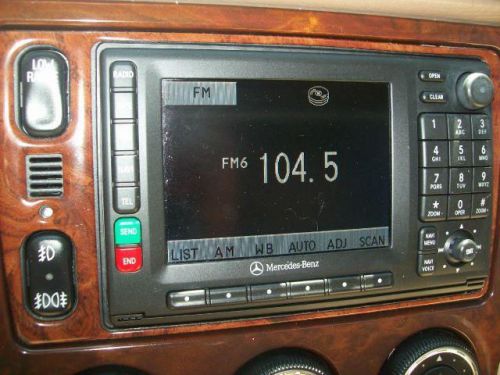 LOW
RANGE
RADIO
TEL
SEND
END
FM
FM6
104.5
LIST AM WB AUTO ADJ SCAN
Mercedes-Benz
OPEN
CLEAR
1 2 ABC 3 DEF
4 GHI 5 JKL 6 MNO
7 PQRS 8 TUV 9 WXYZ
* 0 #
ZOOM- OPER ZOOM+
NAVI
MENU
NAVI
VOICE
ENT